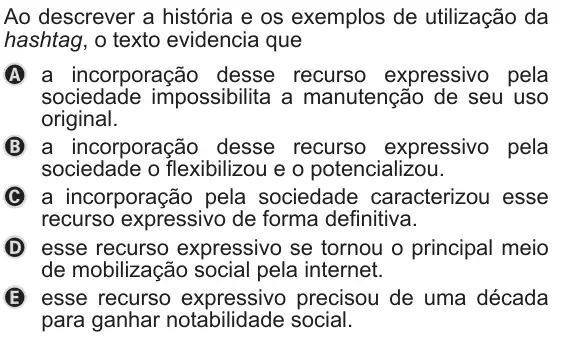 Ao descrever a história e os exemplos de utilização da
hashtag, o texto evidencia que
A a incorporação desse recurso expressivo pela
sociedade impossibilita a manutenção de seu uso
original.
B a incorporação desse recurso expressivo pela
sociedade o flexibilizou e o potencializou.
C a incorporação pela sociedade caracterizou esse
recurso expressivo de forma definitiva.
D esse recurso expressivo se tornou o principal meio
de mobilização social pela internet.
E esse recurso expressivo precisou de uma década
para ganhar notabilidade social.